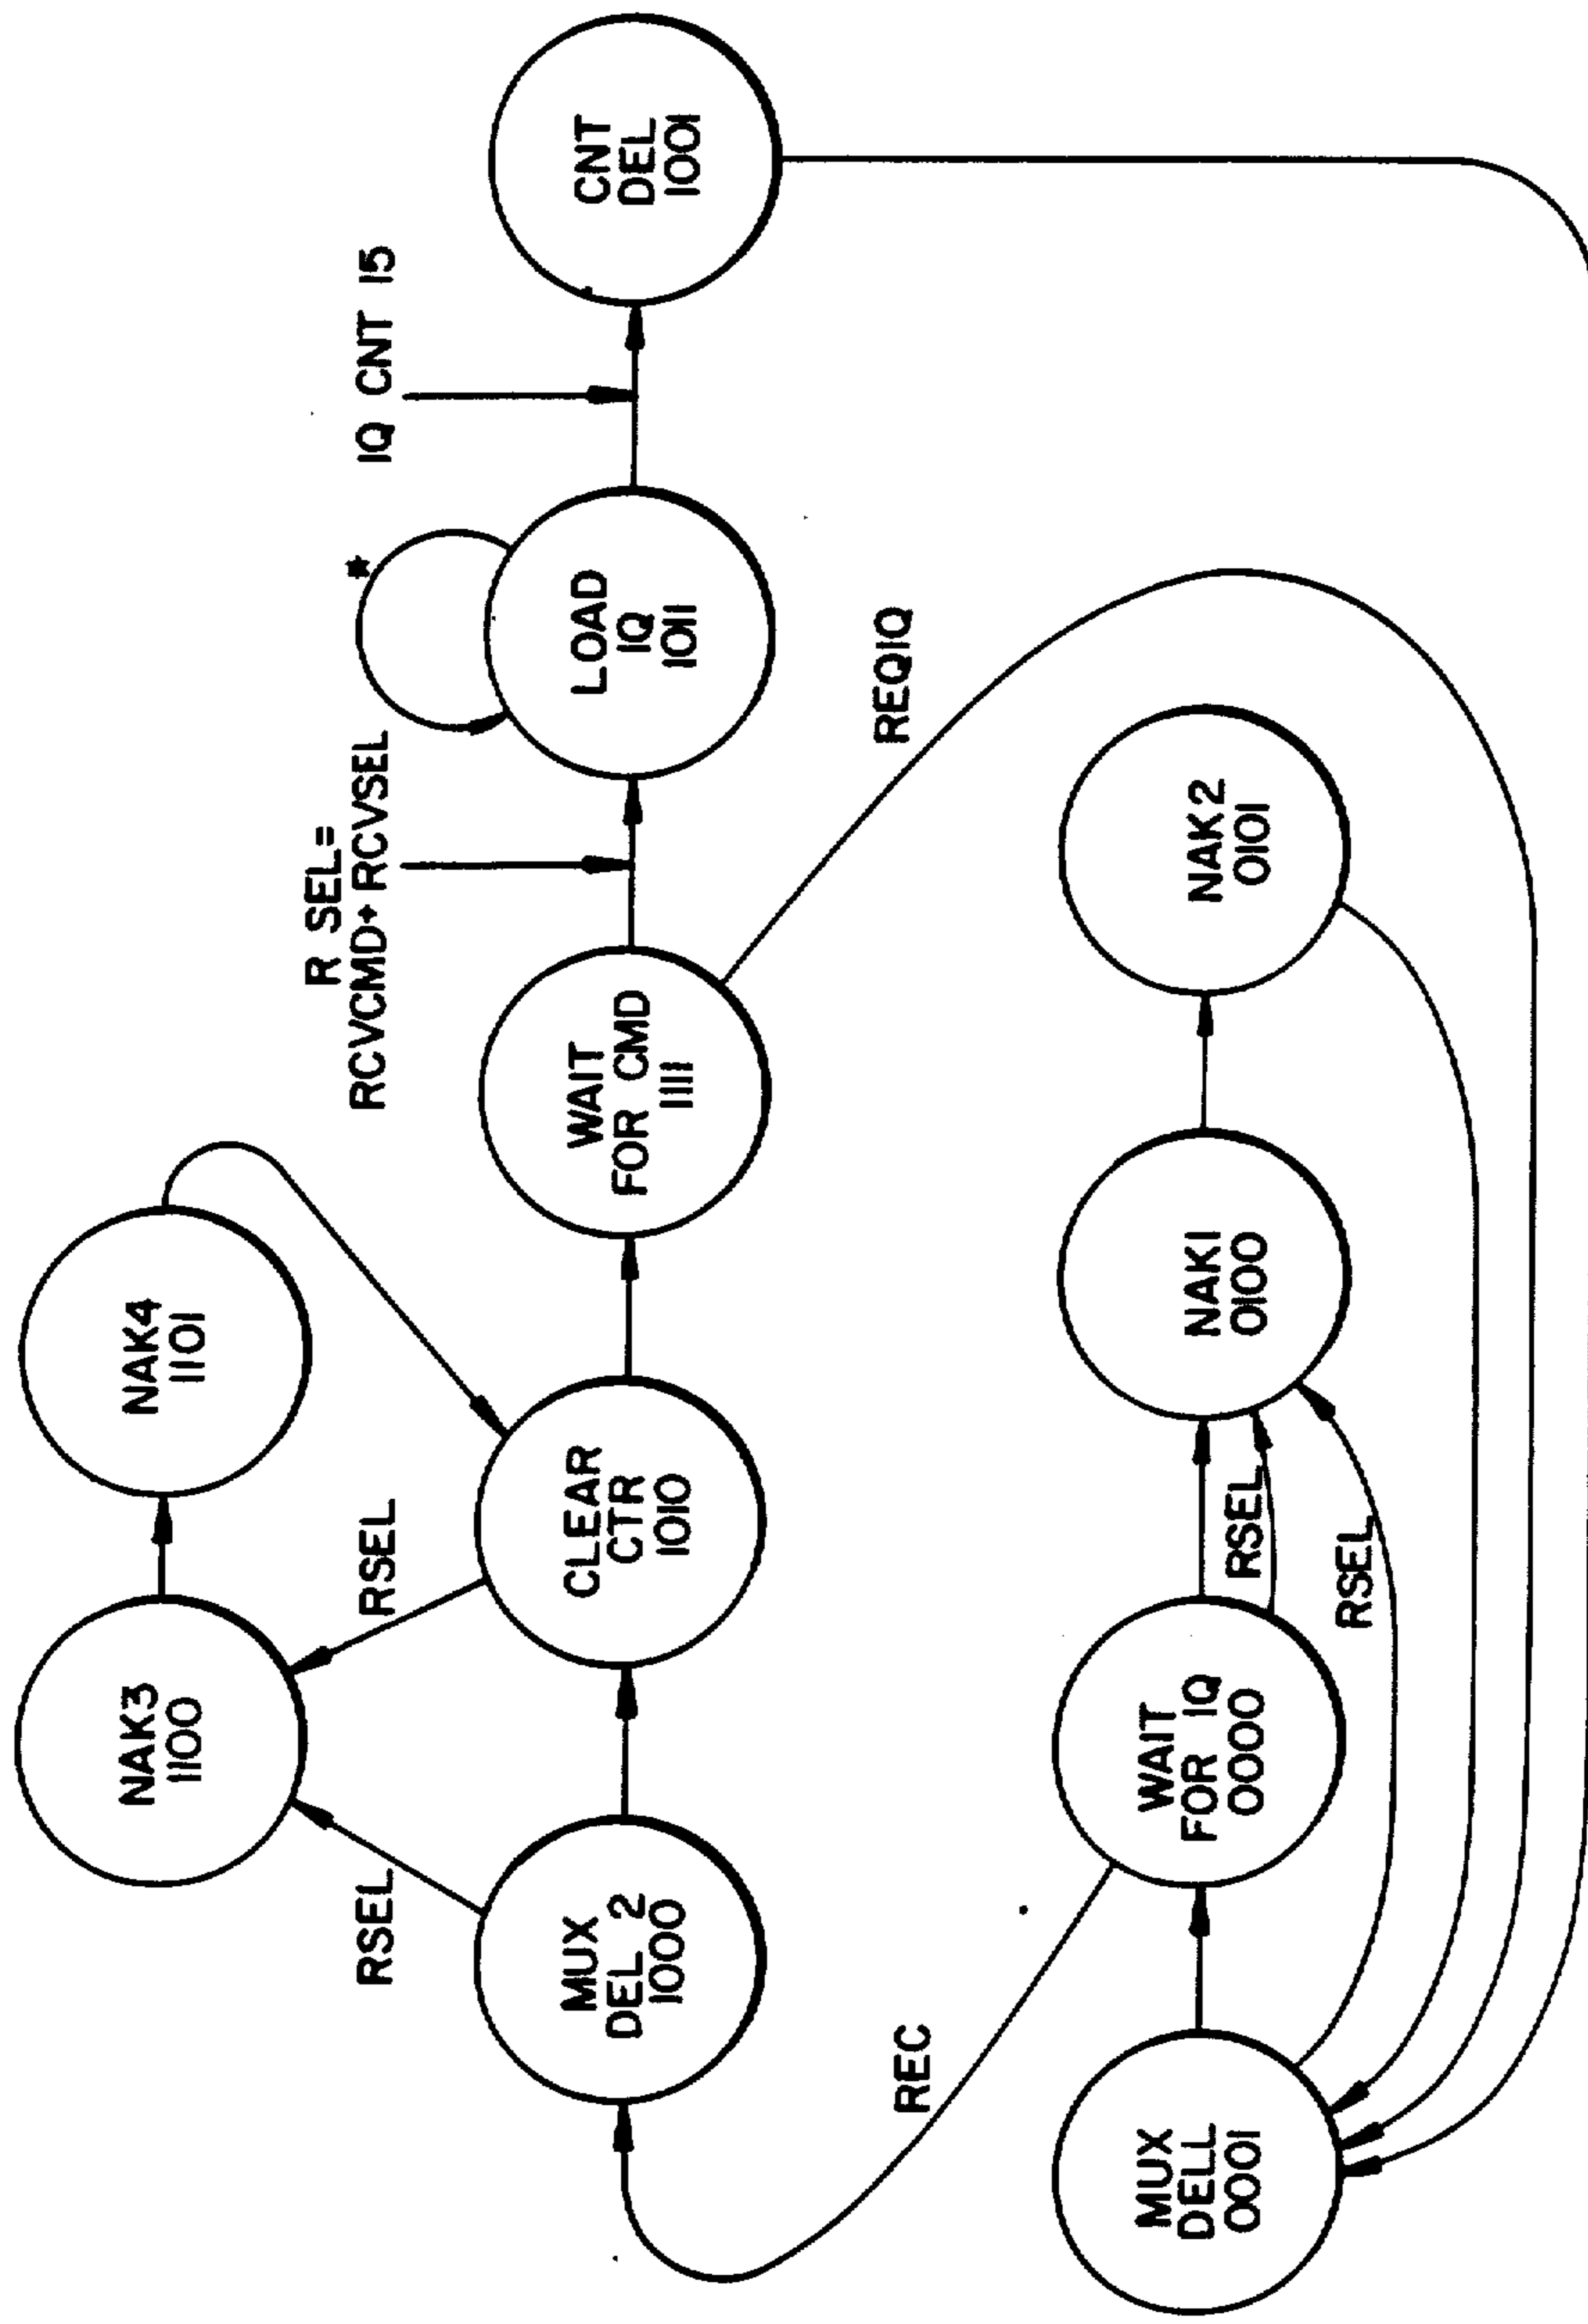 NAK3
1100
NAK4
1101
RSEL
RSEL
R SEL=
RCVCMD+RCVSEL
*
IQ CNT 15
MUX
DEL 2
1000
CLEAR
CTR
1010
WAIT
FOR CMD
1111
LOAD
IQ
1011
CNT
DEL
1001
REC
REQIQ
MUX
DELL
0001
WAIT
FOR IQ
0000
RSEL
RSEL
NAK1
0100
NAK2
0101